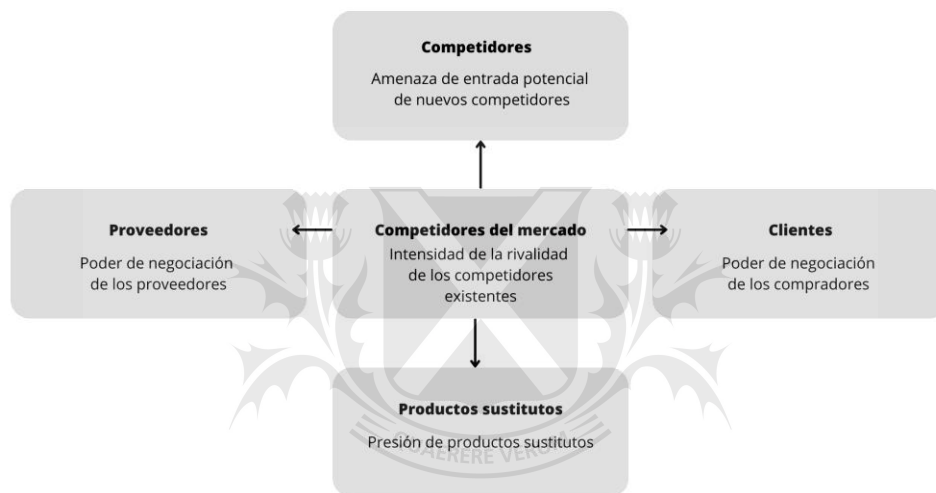 Competidores
Amenaza de entrada potencial
de nuevos competidores
Proveedores
Poder de negociación
de los proveedores
Competidores del mercado
Intensidad de la rivalidad
de los competidores
existentes
Clientes
Poder de negociación
de los compradores
Productos sustitutos
Presión de productos sustitutos
QUAERERE VERUM